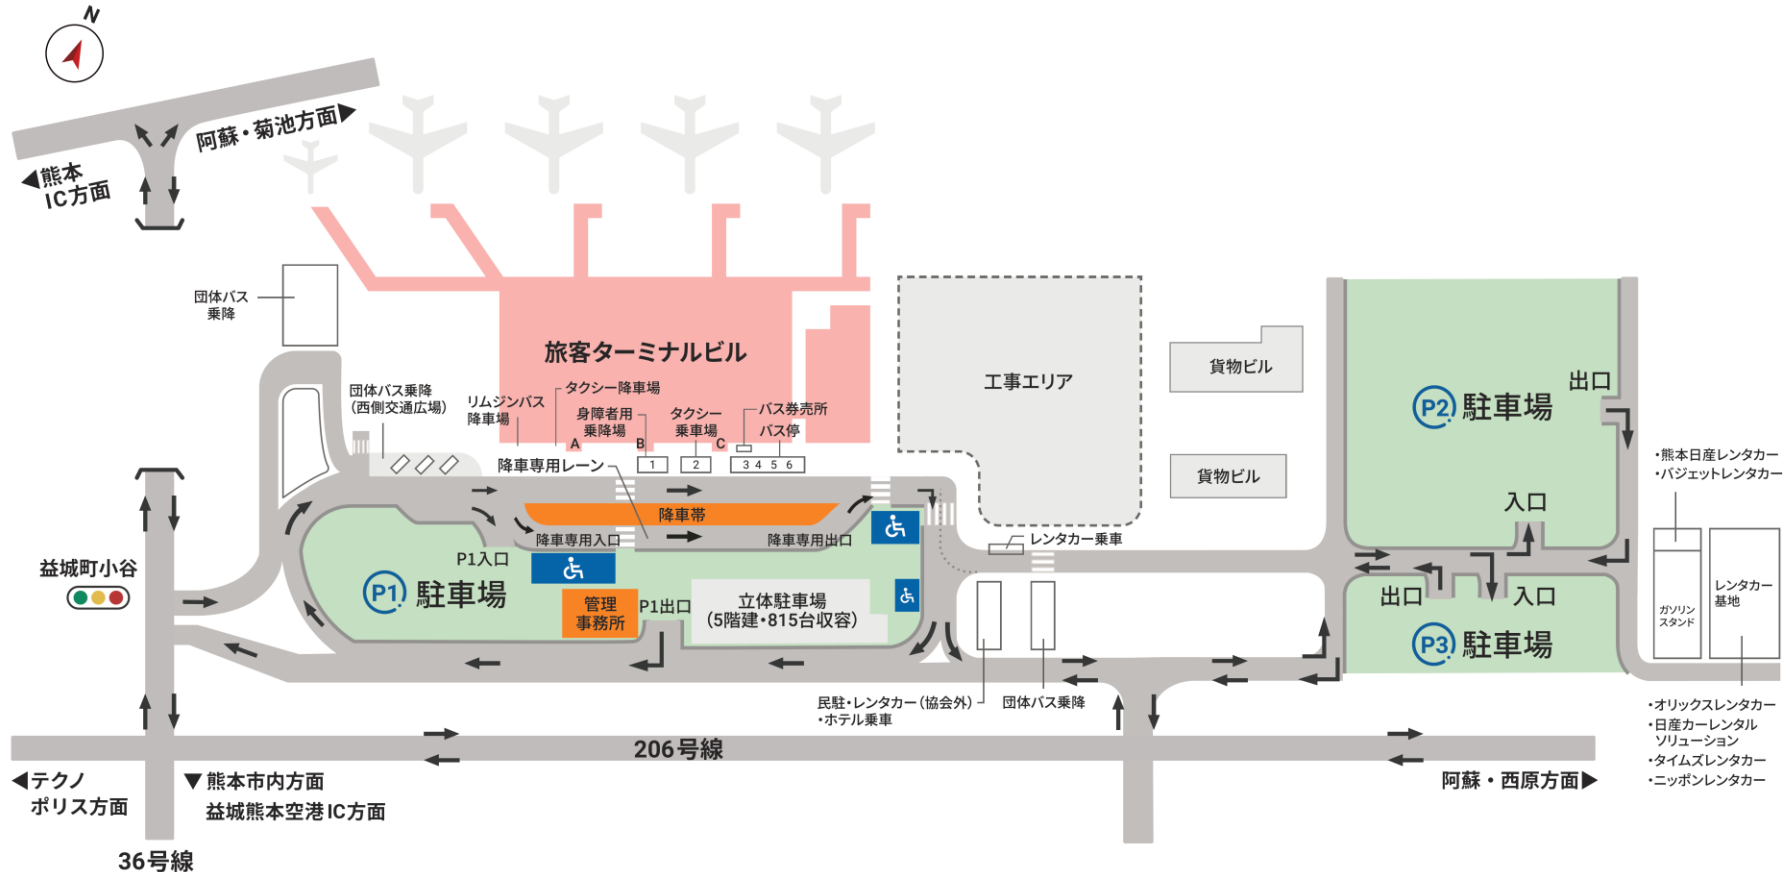 N
阿蘇・菊池方面▶
◀熊本
IC方面
団体バス
乗降
旅客ターミナルビル
団体バス乗降
(西側交通広場)
リムジンバス
降車場
タクシー降車場
身障者用
乗降場
タクシー
乗車場
バス券売所
バス停
A
B
C
1
2
3 4 5 6
降車専用レーン
降車帯
降車専用入口
降車専用出口
P1入口
P1 駐車場
管理
事務所
P1出口
立体駐車場
(5階建・815台収容)
工事エリア
貨物ビル
貨物ビル
レンタカー乗車
民駐・レンタカー(協会外)
・ホテル乗車
団体バス乗降
P2 駐車場
出口
入口
出口
入口
P3 駐車場
・熊本日産レンタカー
・バジェットレンタカー
ガソリン
スタンド
レンタカー
基地
・オリックスレンタカー
・日産カーレンタル
ソリューション
・タイムズレンタカー
・ニッポンレンタカー
益城町小谷
206号線
◀テクノ
ポリス方面
▼熊本市内方面
益城熊本空港IC方面
阿蘇・西原方面▶
36号線